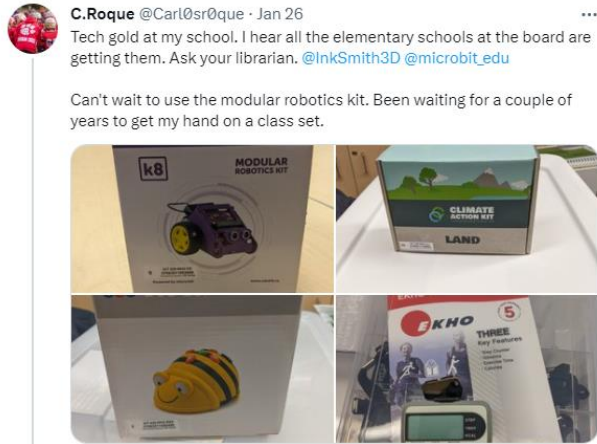 C.Roque @Carl0sr0que · Jan 26
Tech gold at my school. I hear all the elementary schools at the board are
getting them. Ask your librarian. @InkSmith3D @microbit_edu
Can't wait to use the modular robotics kit. Been waiting for a couple of
years to get my hand on a class set.
k8
MODULAR
ROBOTICS KIT
CLIMATE
ACTION KIT
LAND
EKHO
5
THREE
Key Features